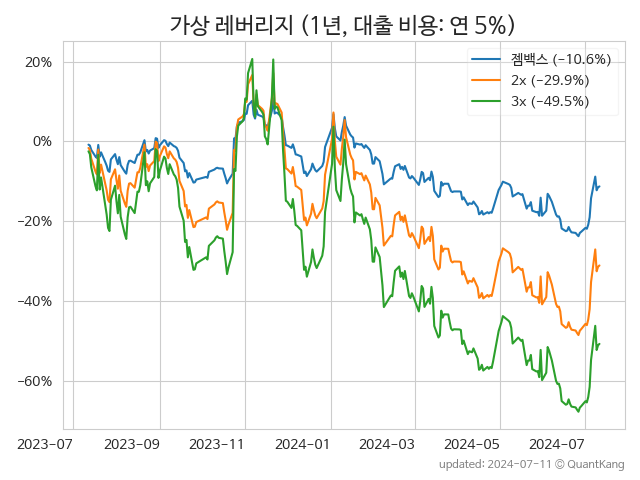 가상 레버리지 (1년, 대출 비용: 연 5%)
젬백스 (−10.6%)
2x (−29.9%)
3x (−49.5%)
20%
0%
−20%
−40%
−60%
2023-07 2023-09 2023-11 2024-01 2024-03 2024-05 2024-07
updated: 2024-07-11 © QuantKang